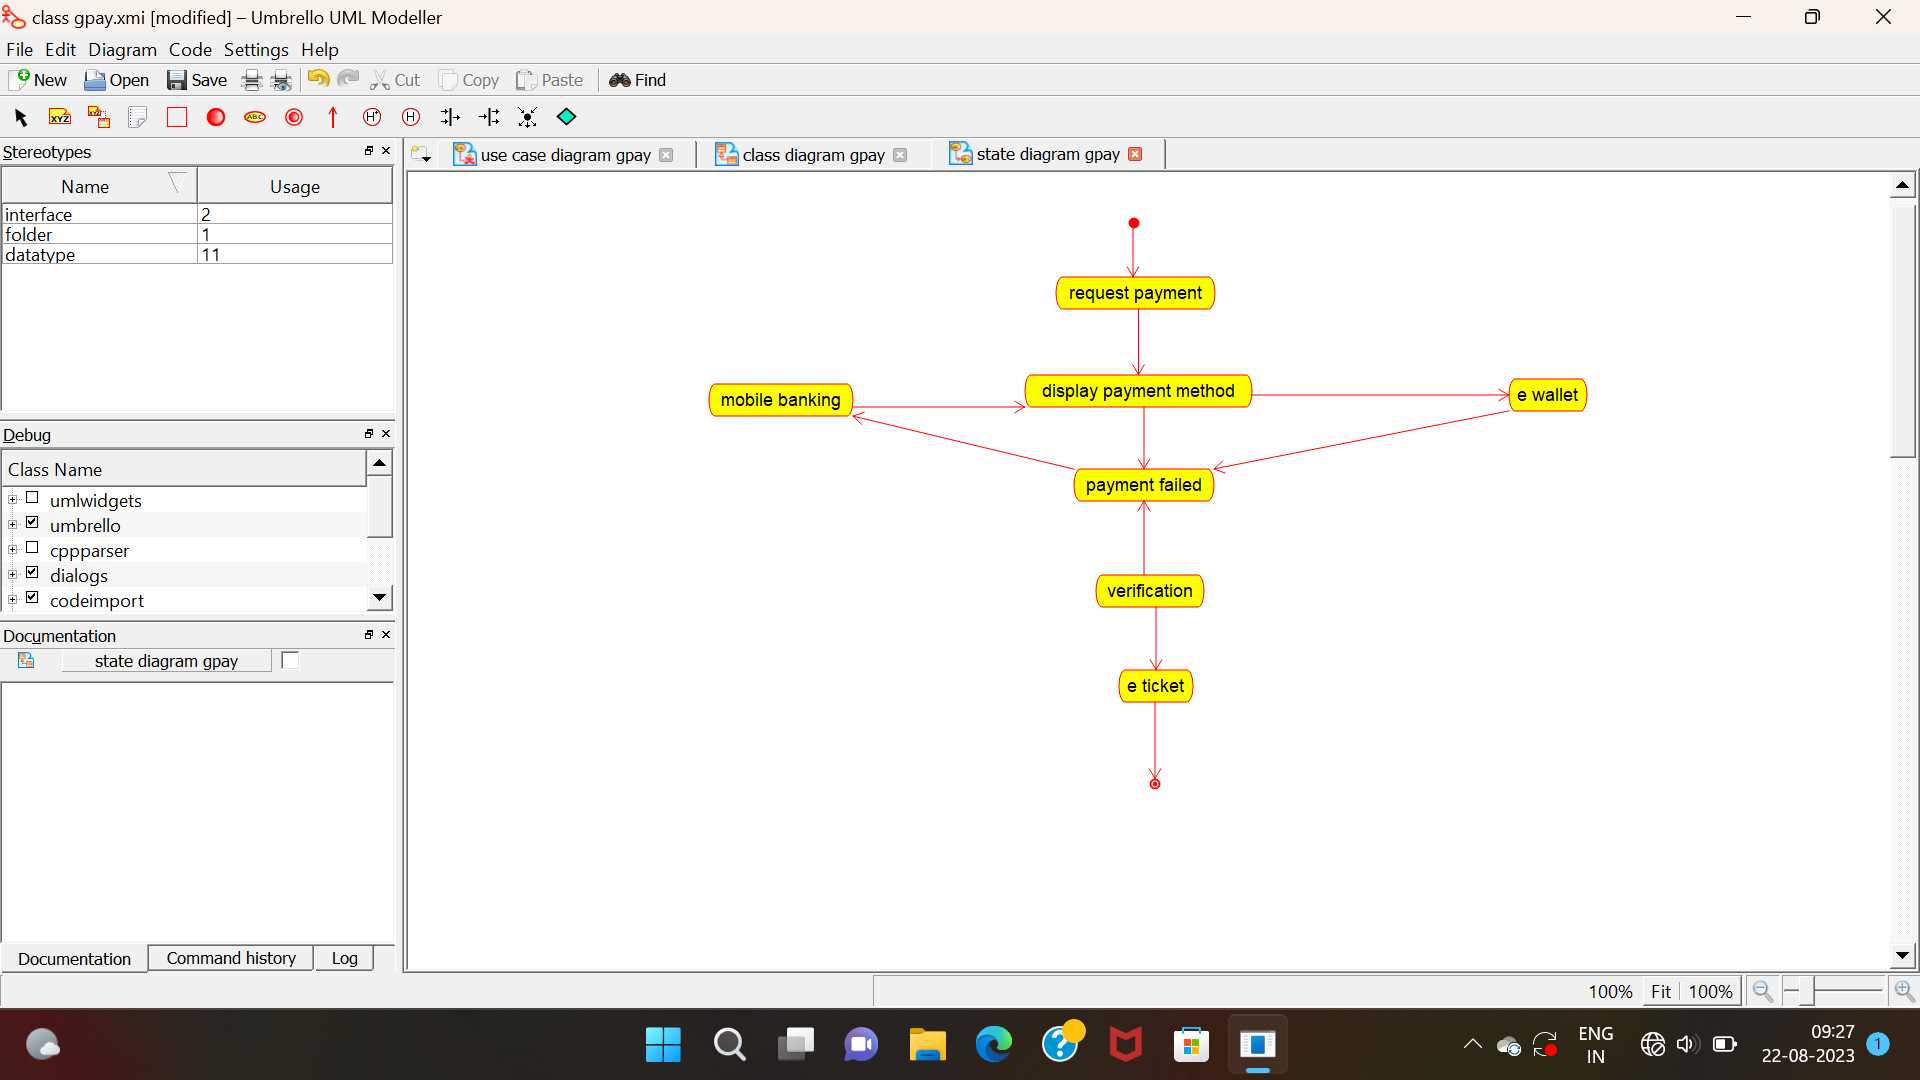 class gpay.xmi [modified] – Umbrello UML Modeller
File Edit Diagram Code Settings Help
New Open Save Cut Copy Paste Find
XYZ XYZ ABC H* H
Stereotypes
Name Usage
interface 2
folder 1
datatype 11
Debug
Class Name
umlwidgets
umbrello
cppparser
dialogs
codeimport
Documentation
state diagram gpay
Documentation Command history Log
use case diagram gpay class diagram gpay state diagram gpay
request payment
mobile banking display payment method e wallet
payment failed
verification
e ticket
100% Fit 100%
ENG
IN
09:27
22-08-2023
1